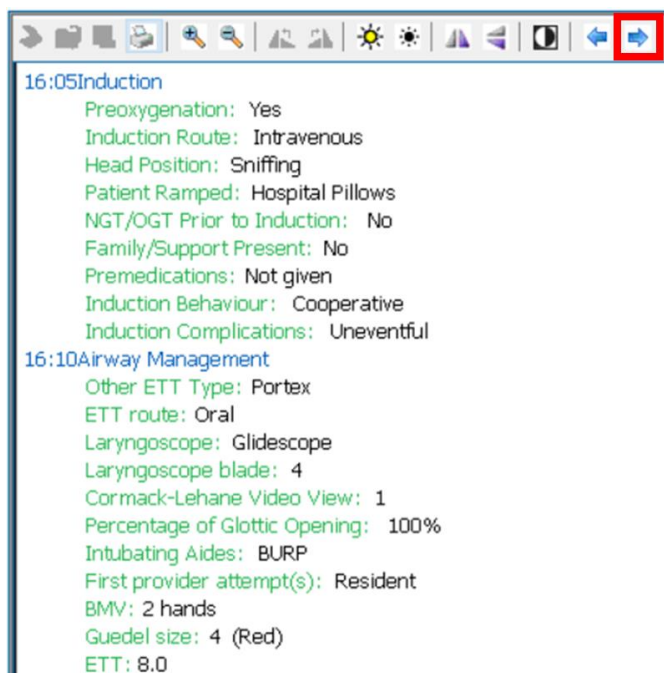 16:05Induction
Preoxygenation: Yes
Induction Route: Intravenous
Head Position: Sniffing
Patient Ramped: Hospital Pillows
NGT/OGT Prior to Induction: No
Family/Support Present: No
Premedications: Not given
Induction Behaviour: Cooperative
Induction Complications: Uneventful
16:10Airway Management
Other ETT Type: Portex
ETT route: Oral
Laryngoscope: Glidescope
Laryngoscope blade: 4
Cormack-Lehane Video View: 1
Percentage of Glottic Opening: 100%
Intubating Aides: BURP
First provider attempt(s): Resident
BMV: 2 hands
Guedel size: 4 (Red)
ETT: 8.0